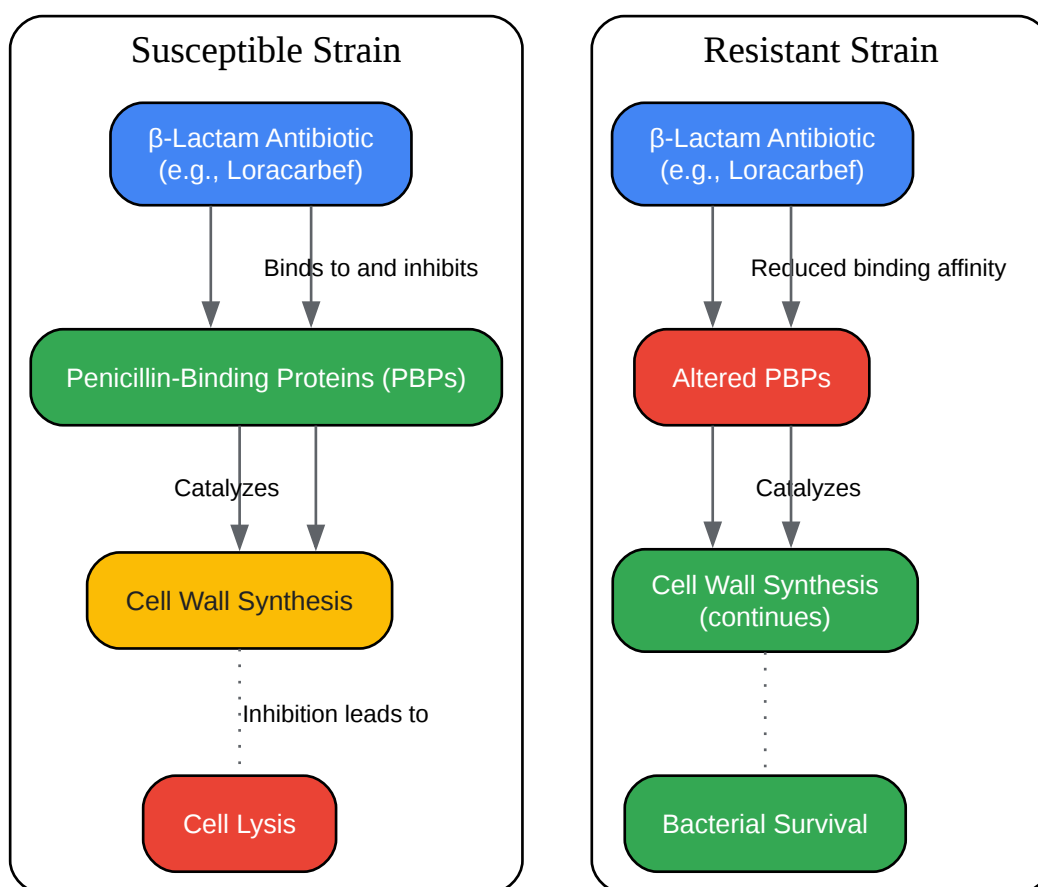 Susceptible Strain
β-Lactam Antibiotic
(e.g., Loracarbef)
Binds to and inhibits
Penicillin-Binding Proteins (PBPs)
Catalyzes
Cell Wall Synthesis
Inhibition leads to
Cell Lysis
Resistant Strain
β-Lactam Antibiotic
(e.g., Loracarbef)
Reduced binding affinity
Altered PBPs
Catalyzes
Cell Wall Synthesis
(continues)
Bacterial Survival